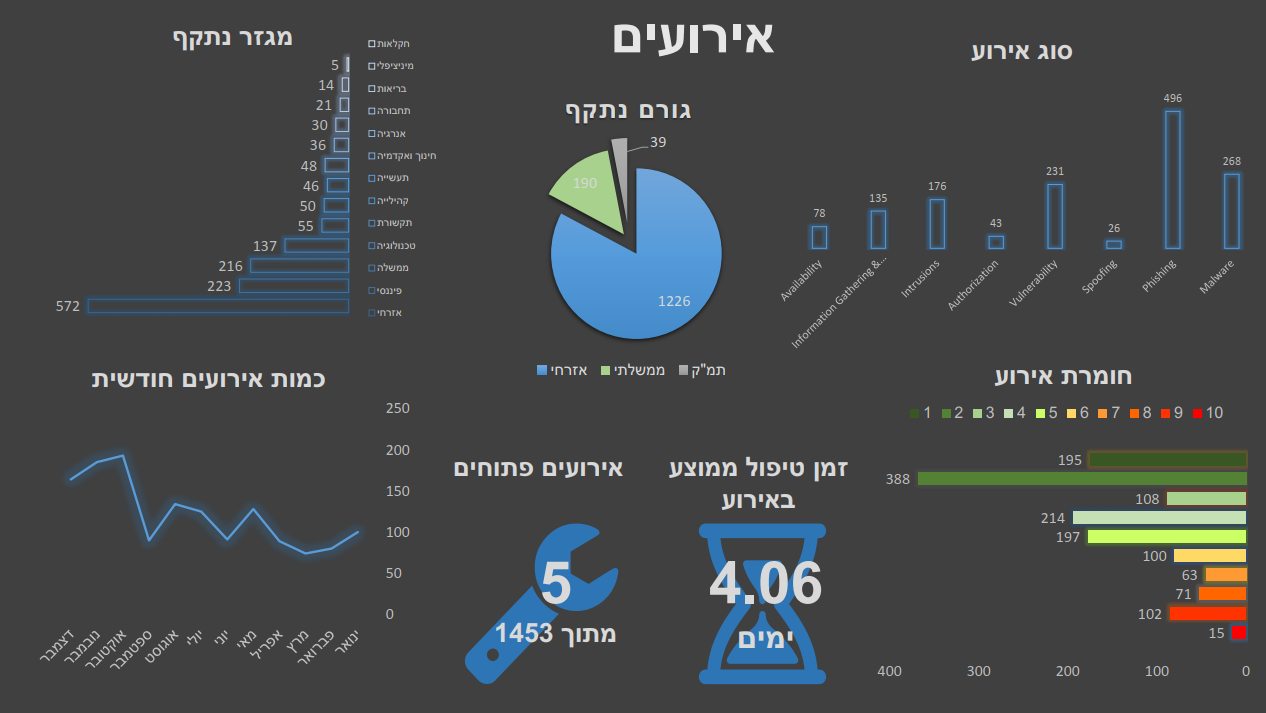 אירועים
סוג אירוע
78
135
176
43
231
26
496
268
Availability
Information Gathering &...
Intrusions
Authorization
Vulnerability
Spoofing
Phishing
Malware
גורם נתקף
39
190
1226
אזרחי ממשלתי תמ"ק
מגזר נתקף
חקלאות
מיניציפלי
בריאות
תחבורה
אנרגיה
חינוך ואקדמיה
תעשייה
קהילייה
תקשורת
טכנולוגיה
ממשלה
פיננסי
אזרחי
5
14
21
30
36
48
46
50
55
137
216
223
572
חומרת אירוע
1 2 3 4 5 6 7 8 9 10
195
388
108
214
197
100
63
71
102
15
400 300 200 100 0
זמן טיפול ממוצע
באירוע
4.06
ימים
אירועים פתוחים
5
מתוך 1453
כמות אירועים חודשית
250
200
150
100
50
0
ינואר
פברואר
מרץ
אפריל
מאי
יוני
יולי
אוגוסט
ספטמבר
אוקטובר
נובמבר
דצמבר